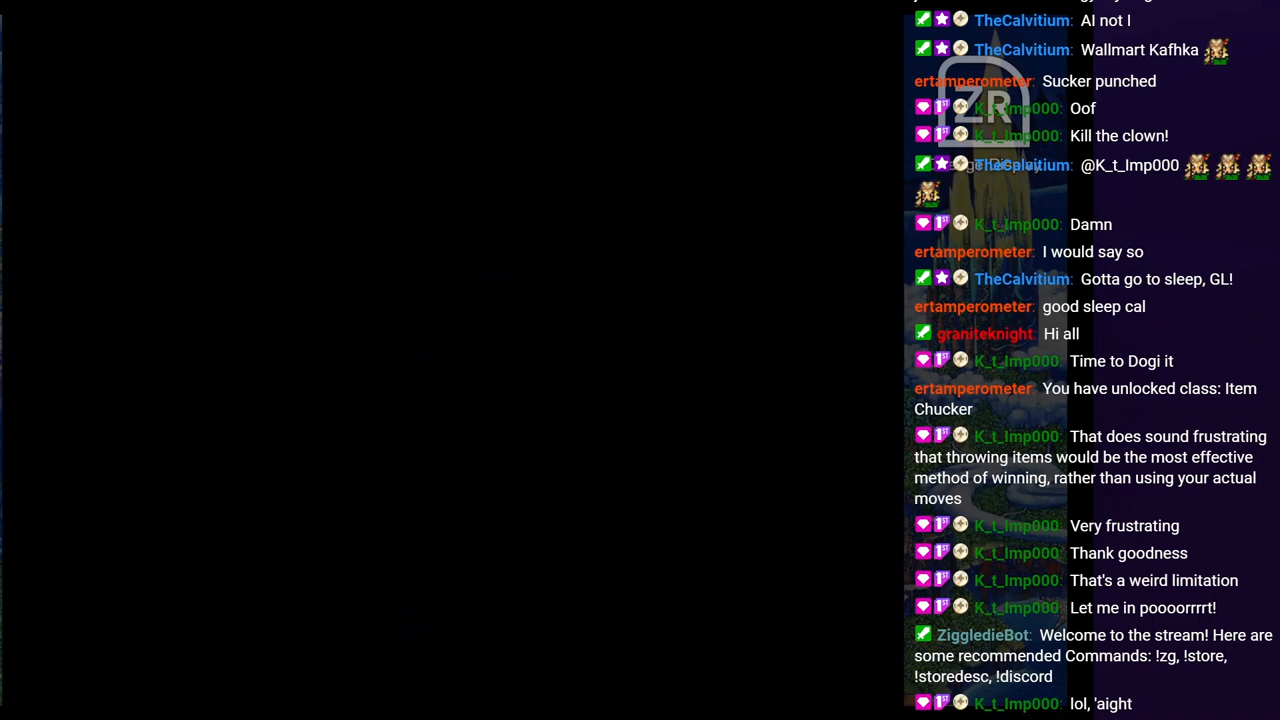 TheCalvitium: AI not I
TheCalvitium: Wallmart Kafhka
ertamperometer: Sucker punched
ZR
K_t_Imp000: Oof
K_t_Imp000: Kill the clown!
TheCalvitium: @K_t_Imp000
K_t_Imp000: Damn
ertamperometer: I would say so
TheCalvitium: Gotta go to sleep, GL!
ertamperometer: good sleep cal
graniteknight: Hi all
K_t_Imp000: Time to Dogi it
ertamperometer: You have unlocked class: Item
Chucker
K_t_Imp000: That does sound frustrating
that throwing items would be the most effective
method of winning, rather than using your actual
moves
K_t_Imp000: Very frustrating
K_t_Imp000: Thank goodness
K_t_Imp000: That's a weird limitation
K_t_Imp000: Let me in poooorrrrt!
ZiggledieBot: Welcome to the stream! Here are
some recommended Commands: !zg, !store,
!storedesc, !discord
K_t_Imp000: lol, 'aight